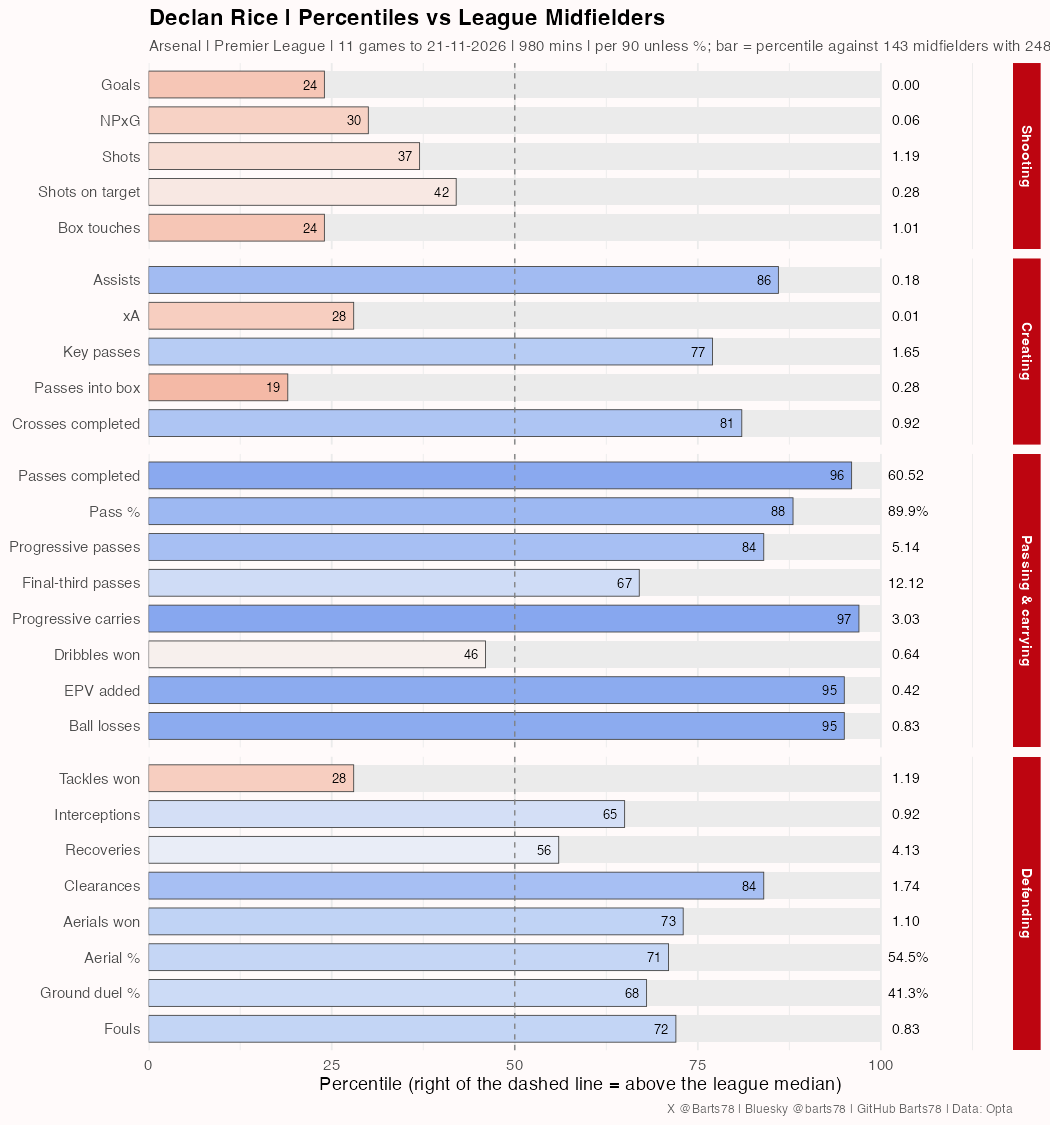 Declan Rice | Percentiles vs League Midfielders
Arsenal | Premier League | 11 games to 21-11-2026 | 980 mins | per 90 unless %; bar = percentile against 143 midfielders with 248
Goals 24 0.00
NPxG 30 0.06
Shots 37 1.19
Shots on target 42 0.28
Box touches 24 1.01
Shooting
Assists 86 0.18
xA 28 0.01
Key passes 77 1.65
Passes into box 19 0.28
Crosses completed 81 0.92
Creating
Passes completed 96 60.52
Pass % 88 89.9%
Progressive passes 84 5.14
Final-third passes 67 12.12
Progressive carries 97 3.03
Dribbles won 46 0.64
EPV added 95 0.42
Ball losses 95 0.83
Passing & carrying
Tackles won 28 1.19
Interceptions 65 0.92
Recoveries 56 4.13
Clearances 84 1.74
Aerials won 73 1.10
Aerial % 71 54.5%
Ground duel % 68 41.3%
Fouls 72 0.83
Defending
0 25 50 75 100
Percentile (right of the dashed line = above the league median)
X @Barts78 | Bluesky @barts78 | GitHub Barts78 | Data: Opta